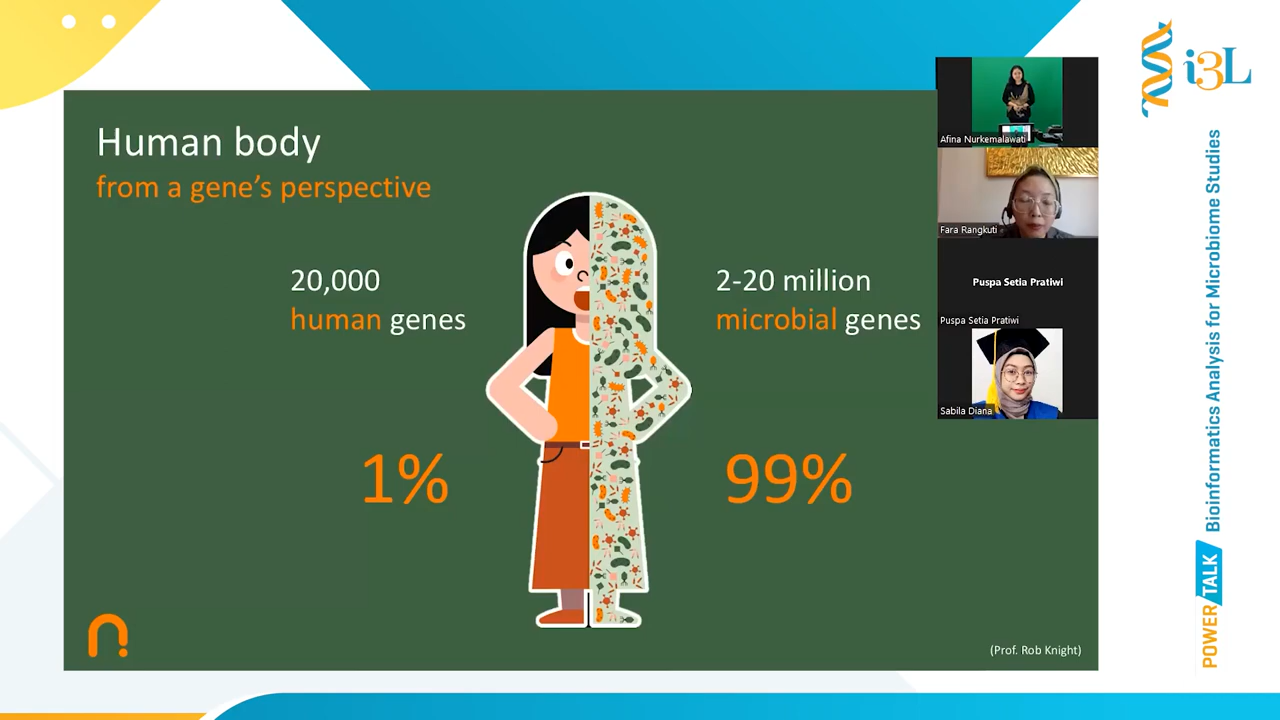 Human body
from a gene's perspective
20,000
human genes
2-20 million
microbial genes
1%
99%
(Prof. Rob Knight)
Afina Nurkemalawati
Fara Rangkuti
Puspa Setia Pratiwi
Puspa Setia Pratiwi
Sabila Diana
i3L
POWER TALK Bioinformatics Analysis for Microbiome Studies